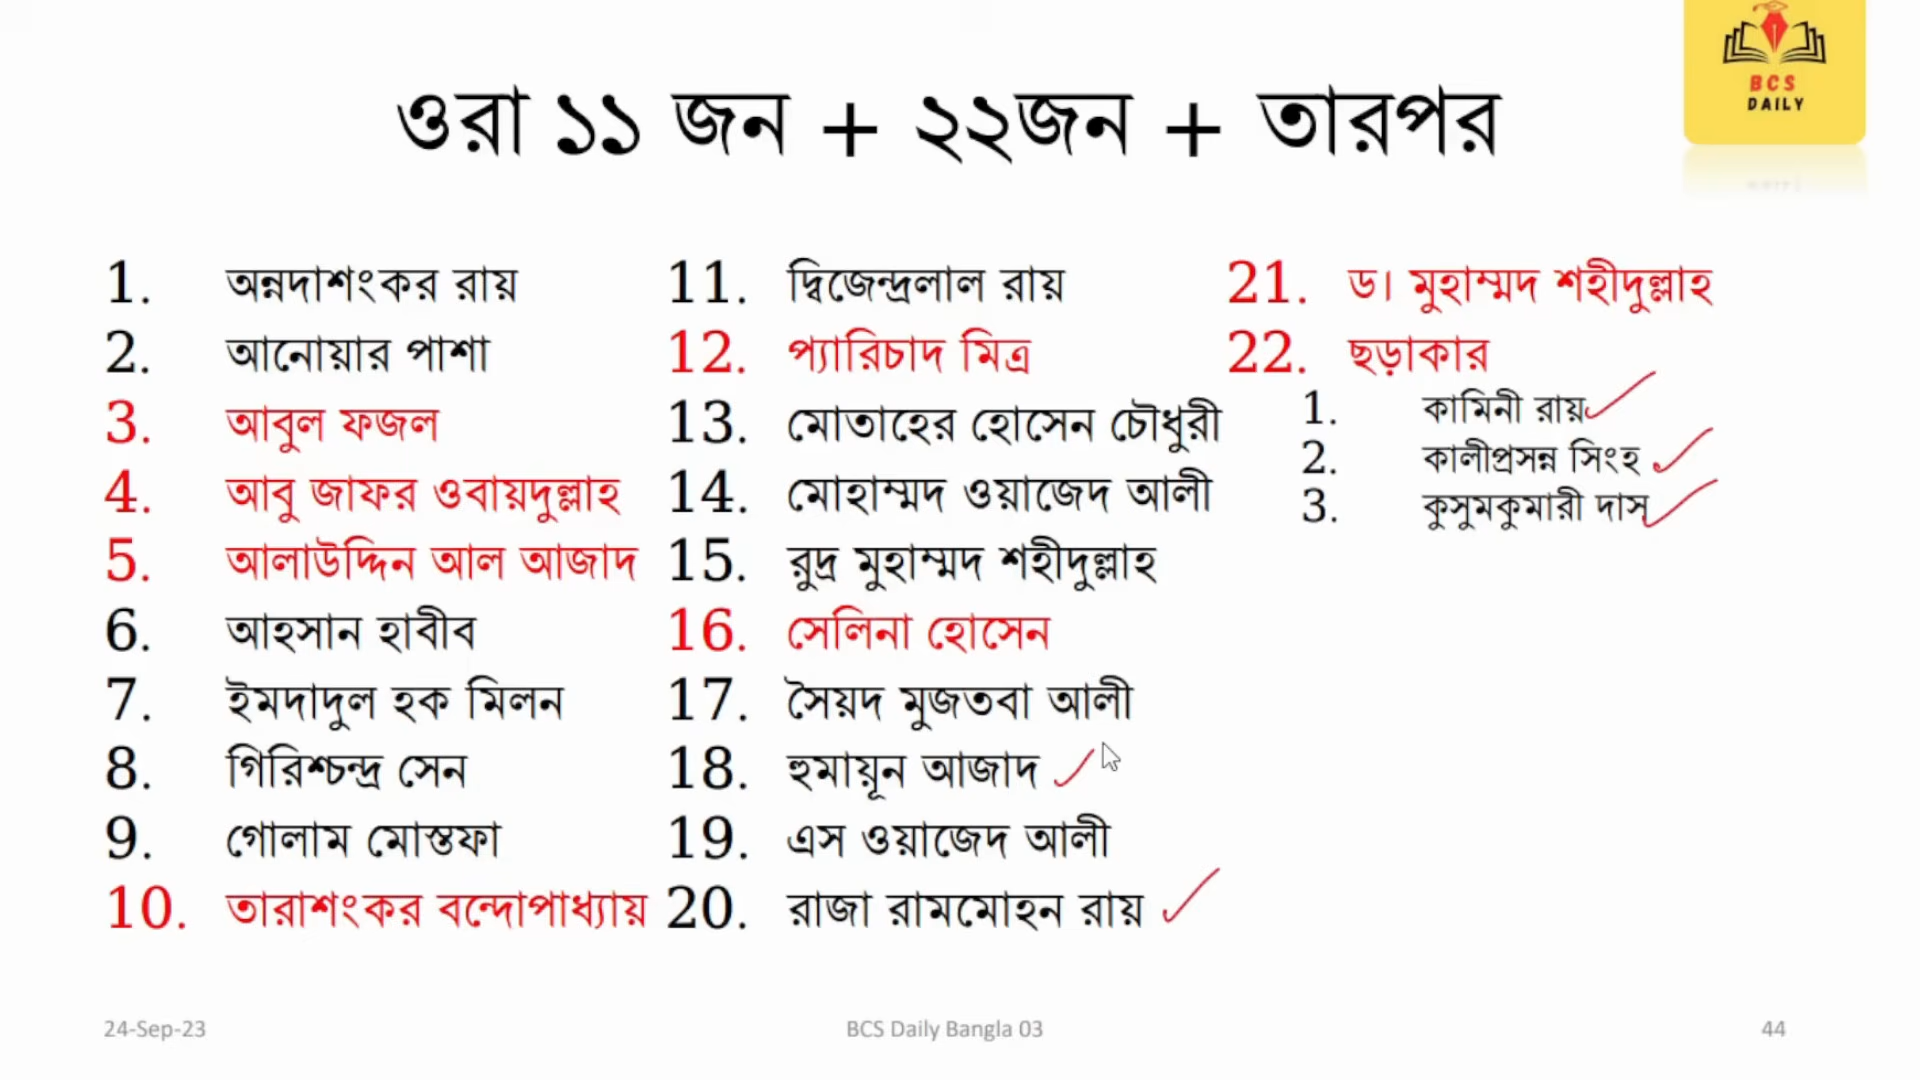 BCS
DAILY
ওরা ১১ জন + ২২জন + তারপর
1. অন্নদাশংকর রায়
2. আনোয়ার পাশা
3. আবুল ফজল
4. আবু জাফর ওবায়দুল্লাহ
5. আলাউদ্দিন আল আজাদ
6. আহসান হাবীব
7. ইমদাদুল হক মিলন
8. গিরিশ্চন্দ্র সেন
9. গোলাম মোস্তফা
10. তারাশংকর বন্দোপাধ্যায়
11. দ্বিজেন্দ্রলাল রায়
12. প্যারিচাদ মিত্র
13. মোতাহের হোসেন চৌধুরী
14. মোহাম্মদ ওয়াজেদ আলী
15. রুদ্র মুহাম্মদ শহীদুল্লাহ
16. সেলিনা হোসেন
17. সৈয়দ মুজতবা আলী
18. হুমায়ূন আজাদ
19. এস ওয়াজেদ আলী
20. রাজা রামমোহন রায়
21. ড। মুহাম্মদ শহীদুল্লাহ
22. ছড়াকার
1. কামিনী রায়
2. কালীপ্রসন্ন সিংহ
3. কুসুমকুমারী দাস
24-Sep-23
BCS Daily Bangla 03
44